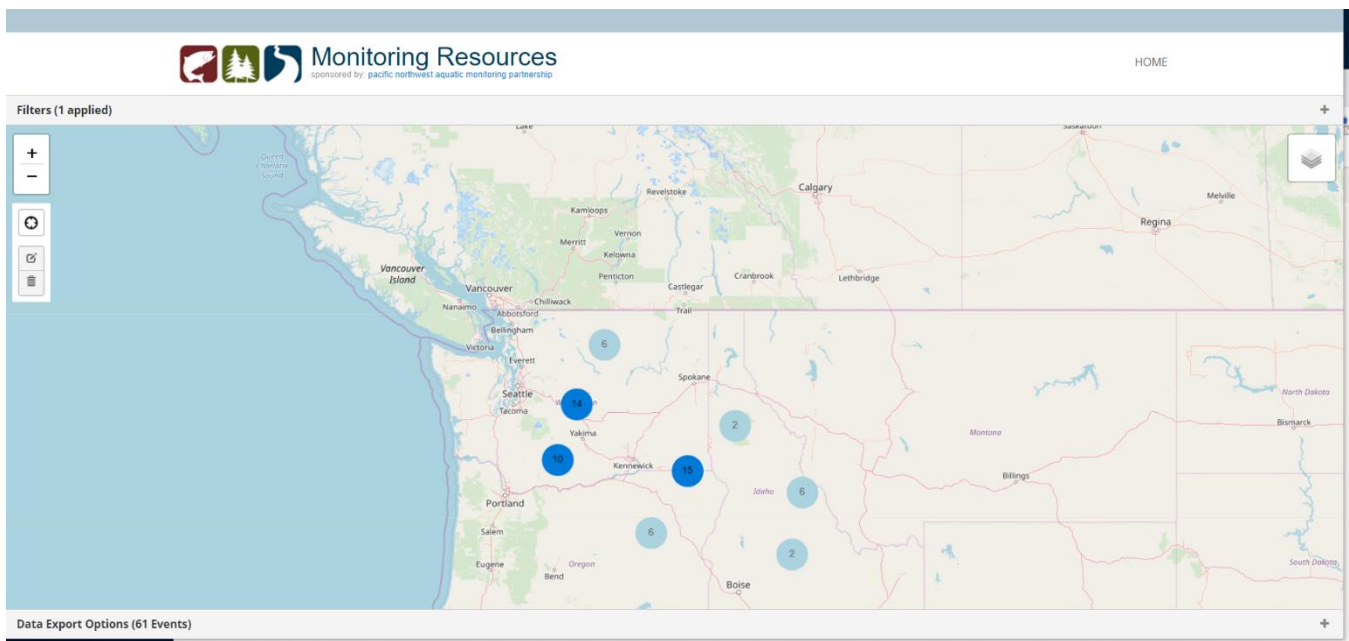 Monitoring Resources
sponsored by: pacific northwest aquatic monitoring partnership
HOME
Filters (1 applied)
+
+
−
Lake
Saskatoon
Queen
Charlotte
Sound
Revelstoke
Calgary
Melville
Kamloops
Regina
Vernon
Merritt
Kelowna
Vancouver
Island
Penticton
Cranbrook
Lethbridge
Vancouver
Castlegar
Chilliwack
Nanaimo
Trail
Abbotsford
Bellingham
Victoria
6
Everett
Spokane
Seattle
14
North Dakota
Tacoma
2
Bismarck
Yakima
Montana
10
Kennewick
15
Billings
Idaho
6
Portland
Salem
6
2
Eugene
Oregon
South Dakota
Bend
Boise
Data Export Options (61 Events)
+